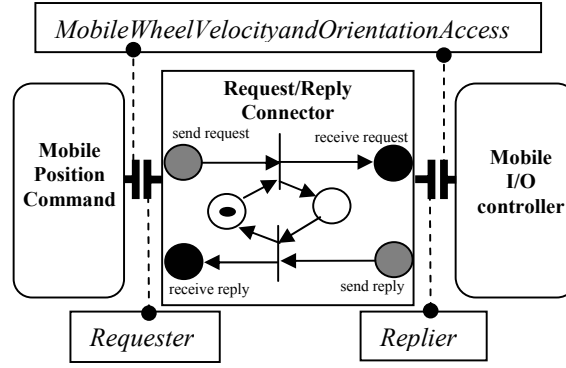 MobileWheelVelocityandOrientationAccess
Request/Reply
Connector
send request
receive request
Mobile
Position
Command
Mobile
I/O
controller
receive reply
send reply
Requester
Replier